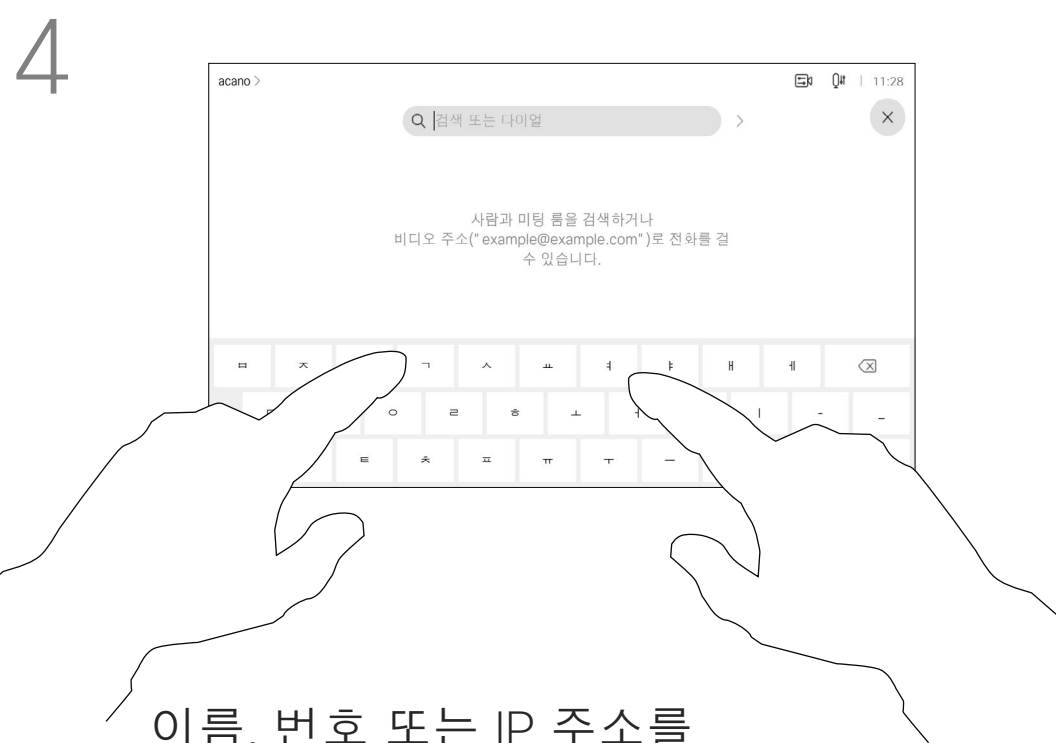 4
acano > 11:28
검색 또는 다이얼 >
사람과 미팅 룸을 검색하거나
비디오 주소("example@example.com")로 전화를 걸
수 있습니다.
ㅂ ㅈ ㄱ ㅅ ㅛ ㅕ ㅑ ㅐ ㅔ
ㅇ ㄹ ㅎ ㅗ ㅓ ㅣ - _
ㅌ ㅊ ㅍ ㅠ ㅜ ㅡ
이름, 번호 또는 IP 주소를